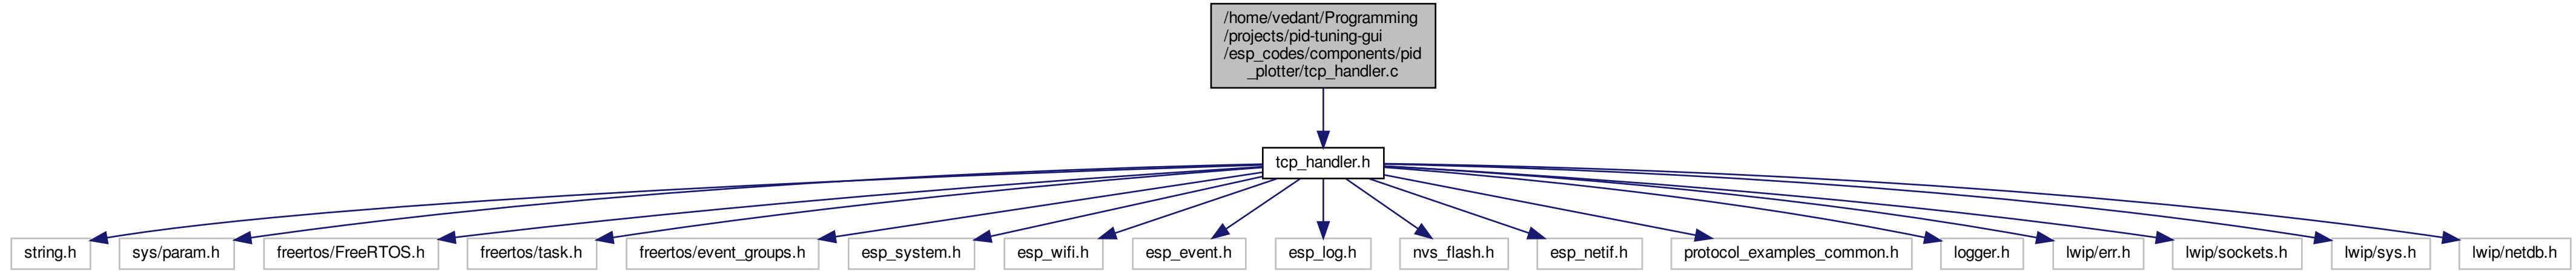 /home/vedant/Programming
/projects/pid-tuning-gui
/esp_codes/components/pid
_plotter/tcp_handler.c
tcp_handler.h
string.h
sys/param.h
freertos/FreeRTOS.h
freertos/task.h
freertos/event_groups.h
esp_system.h
esp_wifi.h
esp_event.h
esp_log.h
nvs_flash.h
esp_netif.h
protocol_examples_common.h
logger.h
lwip/err.h
lwip/sockets.h
lwip/sys.h
lwip/netdb.h